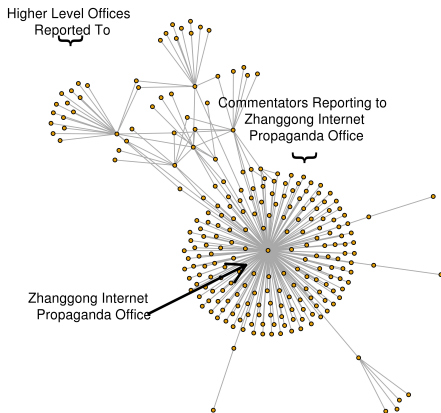 Higher Level Offices
Reported To
Commentators Reporting to
Zhanggong Internet
Propaganda Office
Zhanggong Internet
Propaganda Office